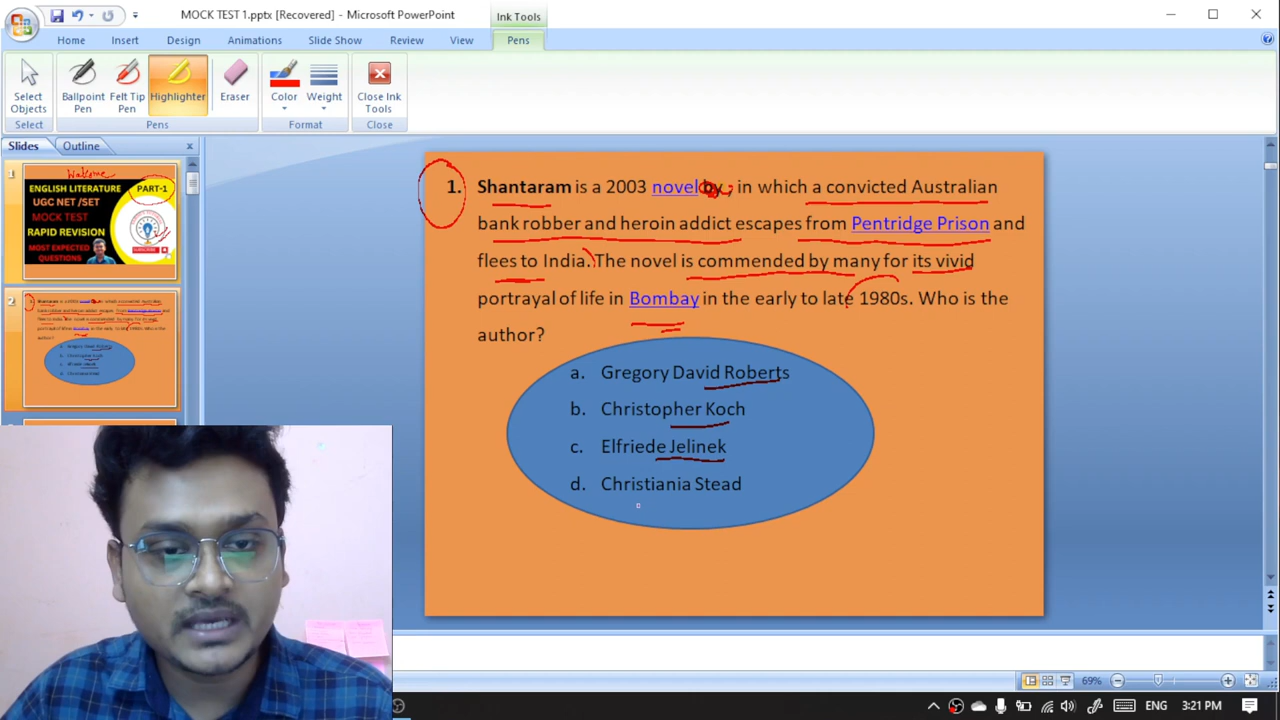 MOCK TEST 1.pptx [Recovered] - Microsoft PowerPoint
Ink Tools
Home Insert Design Animations Slide Show Review View Pens
Select Objects
Ballpoint Pen
Felt Tip Pen
Highlighter
Eraser
Color
Weight
Close Ink Tools
Select Pens Format Close
Slides Outline
1
Welcome
ENGLISH LITERATURE PART-1
UGC NET /SET
MOCK TEST
RAPID REVISION
MOST EXPECTED
QUESTIONS
2
1. Shantaram is a 2003 novel by , in which a convicted Australian
bank robber and heroin addict escapes from Pentridge Prison and
flees to India. The novel is commended by many for its vivid
portrayal of life in Bombay in the early to late 1980s. Who is the
author?
a. Gregory David Roberts
b. Christopher Koch
c. Elfriede Jelinek
d. Christiania Stead
69%
ENG 3:21 PM